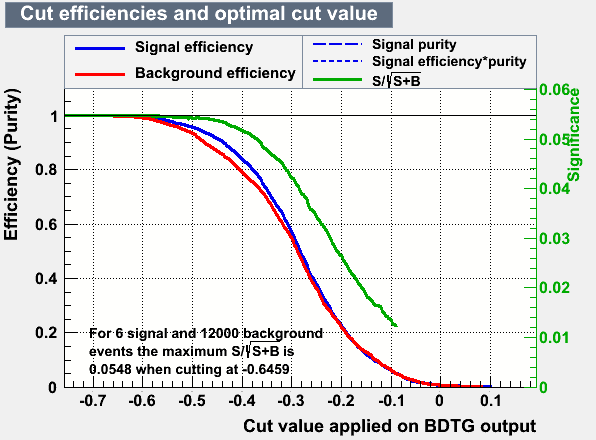 Cut efficiencies and optimal cut value
Signal efficiency
Background efficiency
Signal purity
Signal efficiency*purity
S/√S+B
Efficiency (Purity)
1
0.8
0.6
0.4
0.2
0
0.06
0.05
0.04
0.03
0.02
0.01
0
Significance
For 6 signal and 12000 background
events the maximum S/√S+B is
0.0548 when cutting at -0.6459
-0.7 -0.6 -0.5 -0.4 -0.3 -0.2 -0.1 0 0.1
Cut value applied on BDTG output